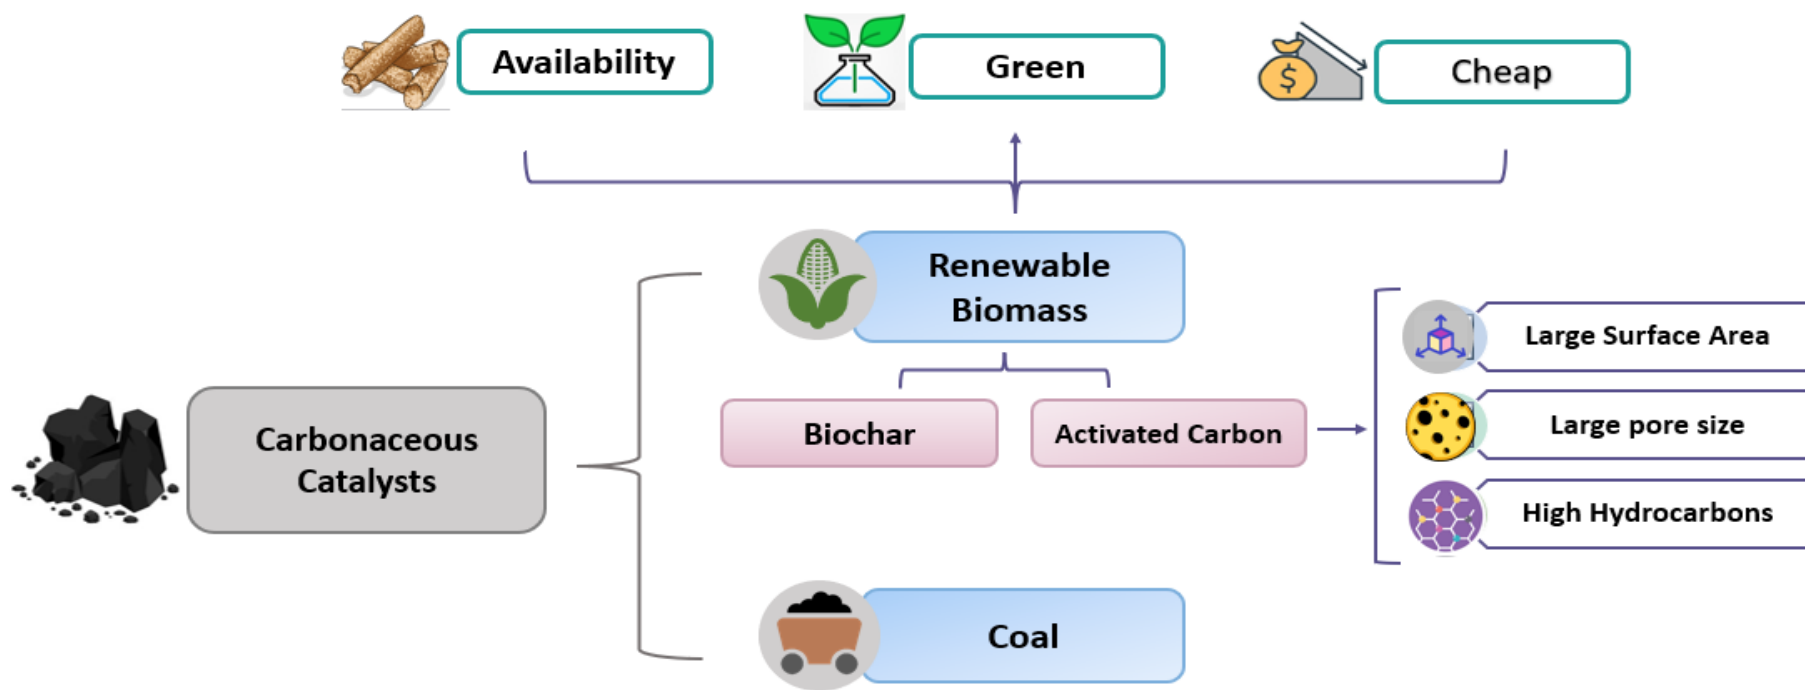 Availability
Green
Cheap
Renewable
Biomass
Large Surface Area
Carbonaceous
Catalysts
Biochar
Activated Carbon
Large pore size
High Hydrocarbons
Coal